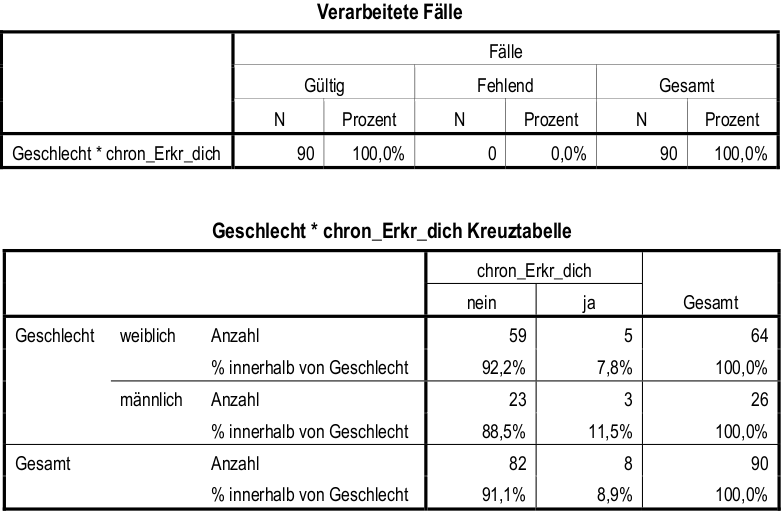 Verarbeitete Fälle
Fälle
Gültig Fehlend Gesamt
N Prozent N Prozent N Prozent
Geschlecht * chron_Erkr_dich 90 100,0% 0 0,0% 90 100,0%
Geschlecht * chron_Erkr_dich Kreuztabelle
chron_Erkr_dich
nein ja Gesamt
Geschlecht weiblich Anzahl 59 5 64
% innerhalb von Geschlecht 92,2% 7,8% 100,0%
männlich Anzahl 23 3 26
% innerhalb von Geschlecht 88,5% 11,5% 100,0%
Gesamt Anzahl 82 8 90
% innerhalb von Geschlecht 91,1% 8,9% 100,0%